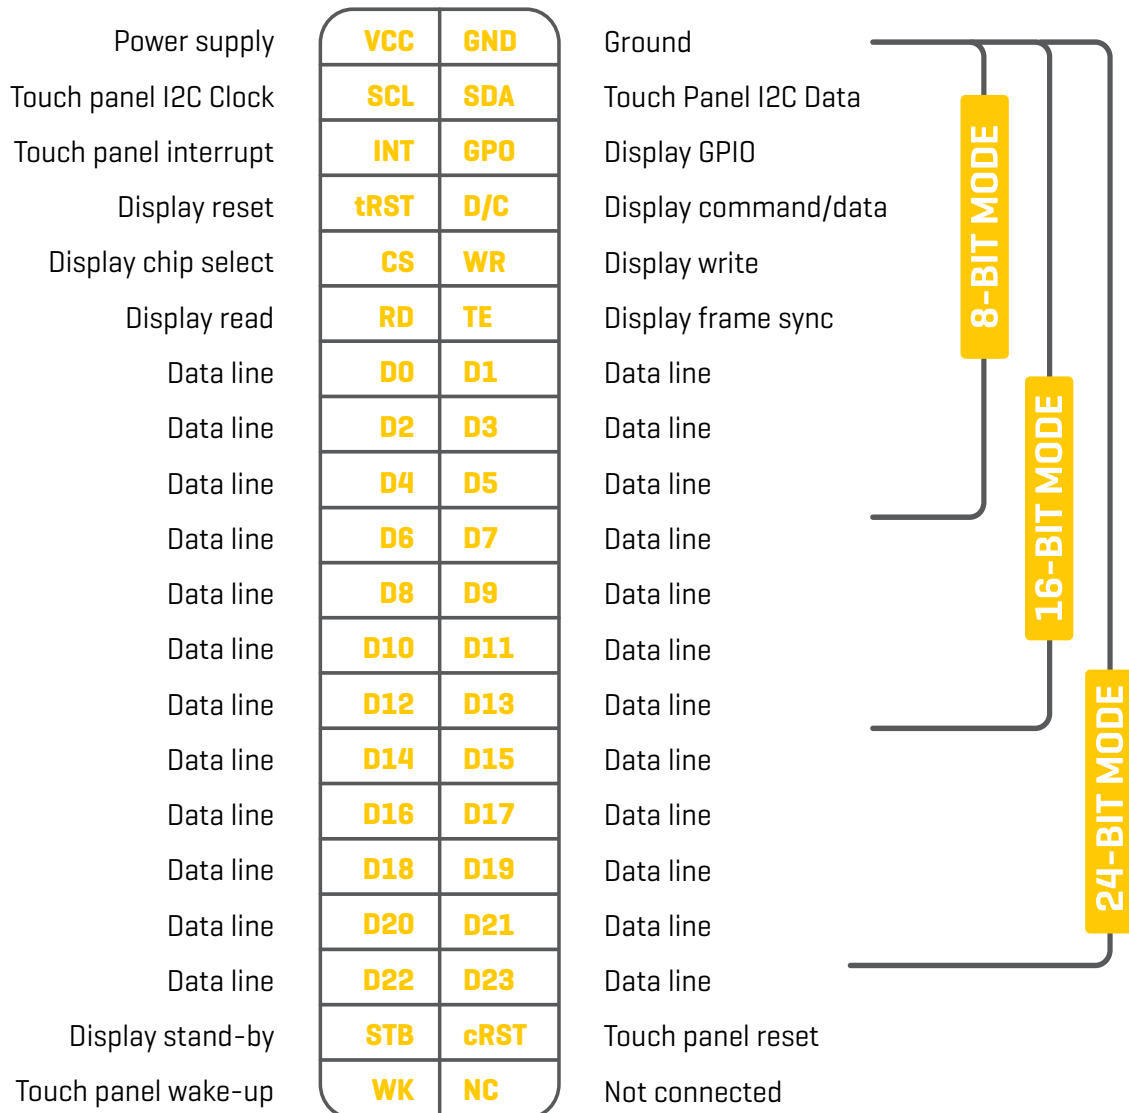 Power supply VCC GND Ground
Touch panel I2C Clock SCL SDA Touch Panel I2C Data
Touch panel interrupt INT GPO Display GPIO
Display reset tRST D/C Display command/data
Display chip select CS WR Display write
Display read RD TE Display frame sync
Data line D0 D1 Data line
Data line D2 D3 Data line
Data line D4 D5 Data line
Data line D6 D7 Data line
Data line D8 D9 Data line
Data line D10 D11 Data line
Data line D12 D13 Data line
Data line D14 D15 Data line
Data line D16 D17 Data line
Data line D18 D19 Data line
Data line D20 D21 Data line
Data line D22 D23 Data line
Display stand-by STB cRST Touch panel reset
Touch panel wake-up WK NC Not connected
8-BIT MODE
16-BIT MODE
24-BIT MODE